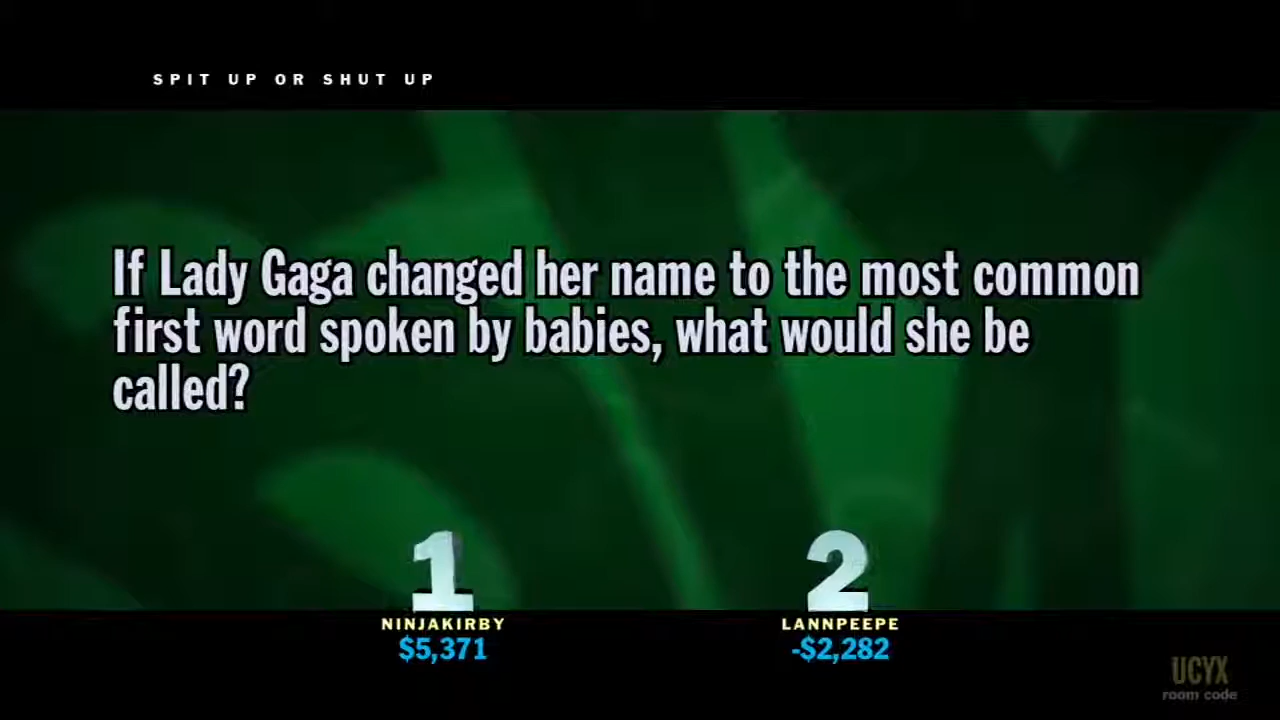 SPIT UP OR SHUT UP
If Lady Gaga changed her name to the most common
first word spoken by babies, what would she be
called?
1
2
NINJAKIRBY
LANNPEEPE
$5,371
-$2,282
UCYX
room code